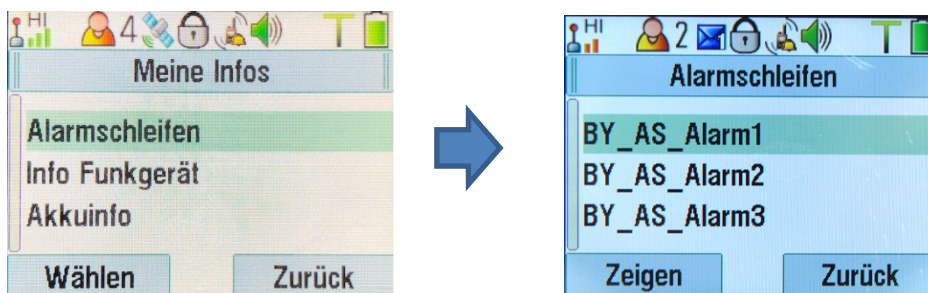 HI 4 T
Meine Infos
Alarmschleifen
Info Funkgerät
Akkuinfo
Wählen Zurück
HI 2 T
Alarmschleifen
BY_AS_Alarm1
BY_AS_Alarm2
BY_AS_Alarm3
Zeigen Zurück